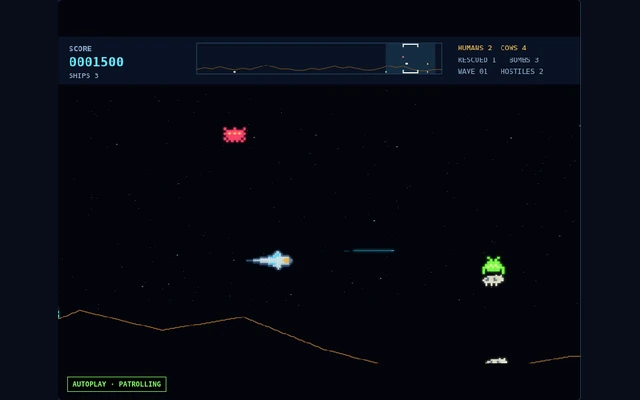 SCORE
0001500
SHIPS 3
HUMANS 2 COWS 4
RESCUED 1 BOMBS 3
WAVE 01 HOSTILES 2
AUTOPLAY · PATROLLING